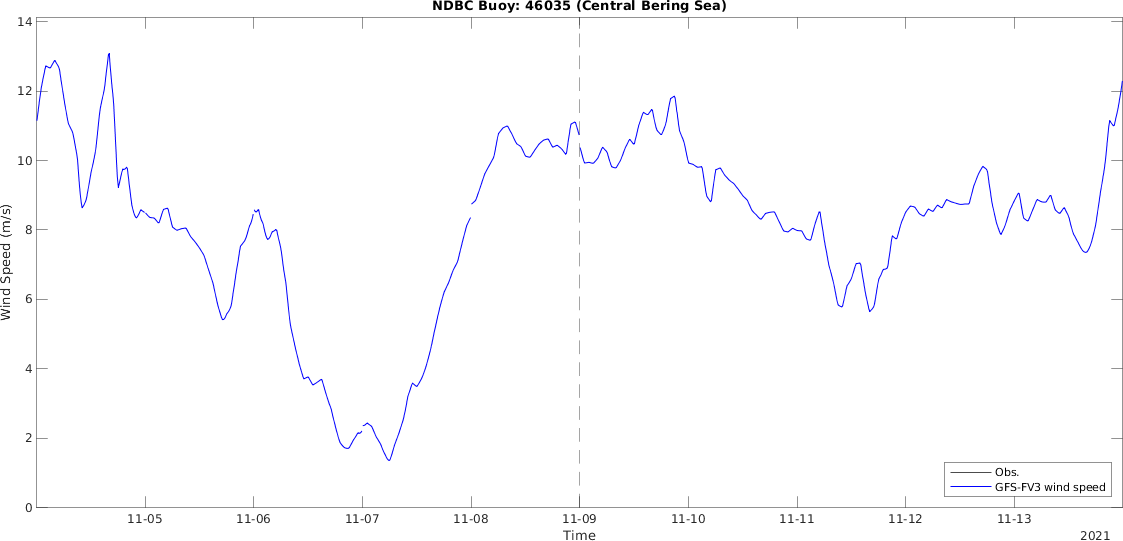 NDBC Buoy: 46035 (Central Bering Sea)
14
12
10
8
6
4
2
0
Wind Speed (m/s)
11-05 11-06 11-07 11-08 11-09 11-10 11-11 11-12 11-13
Time
2021
Obs.
GFS-FV3 wind speed